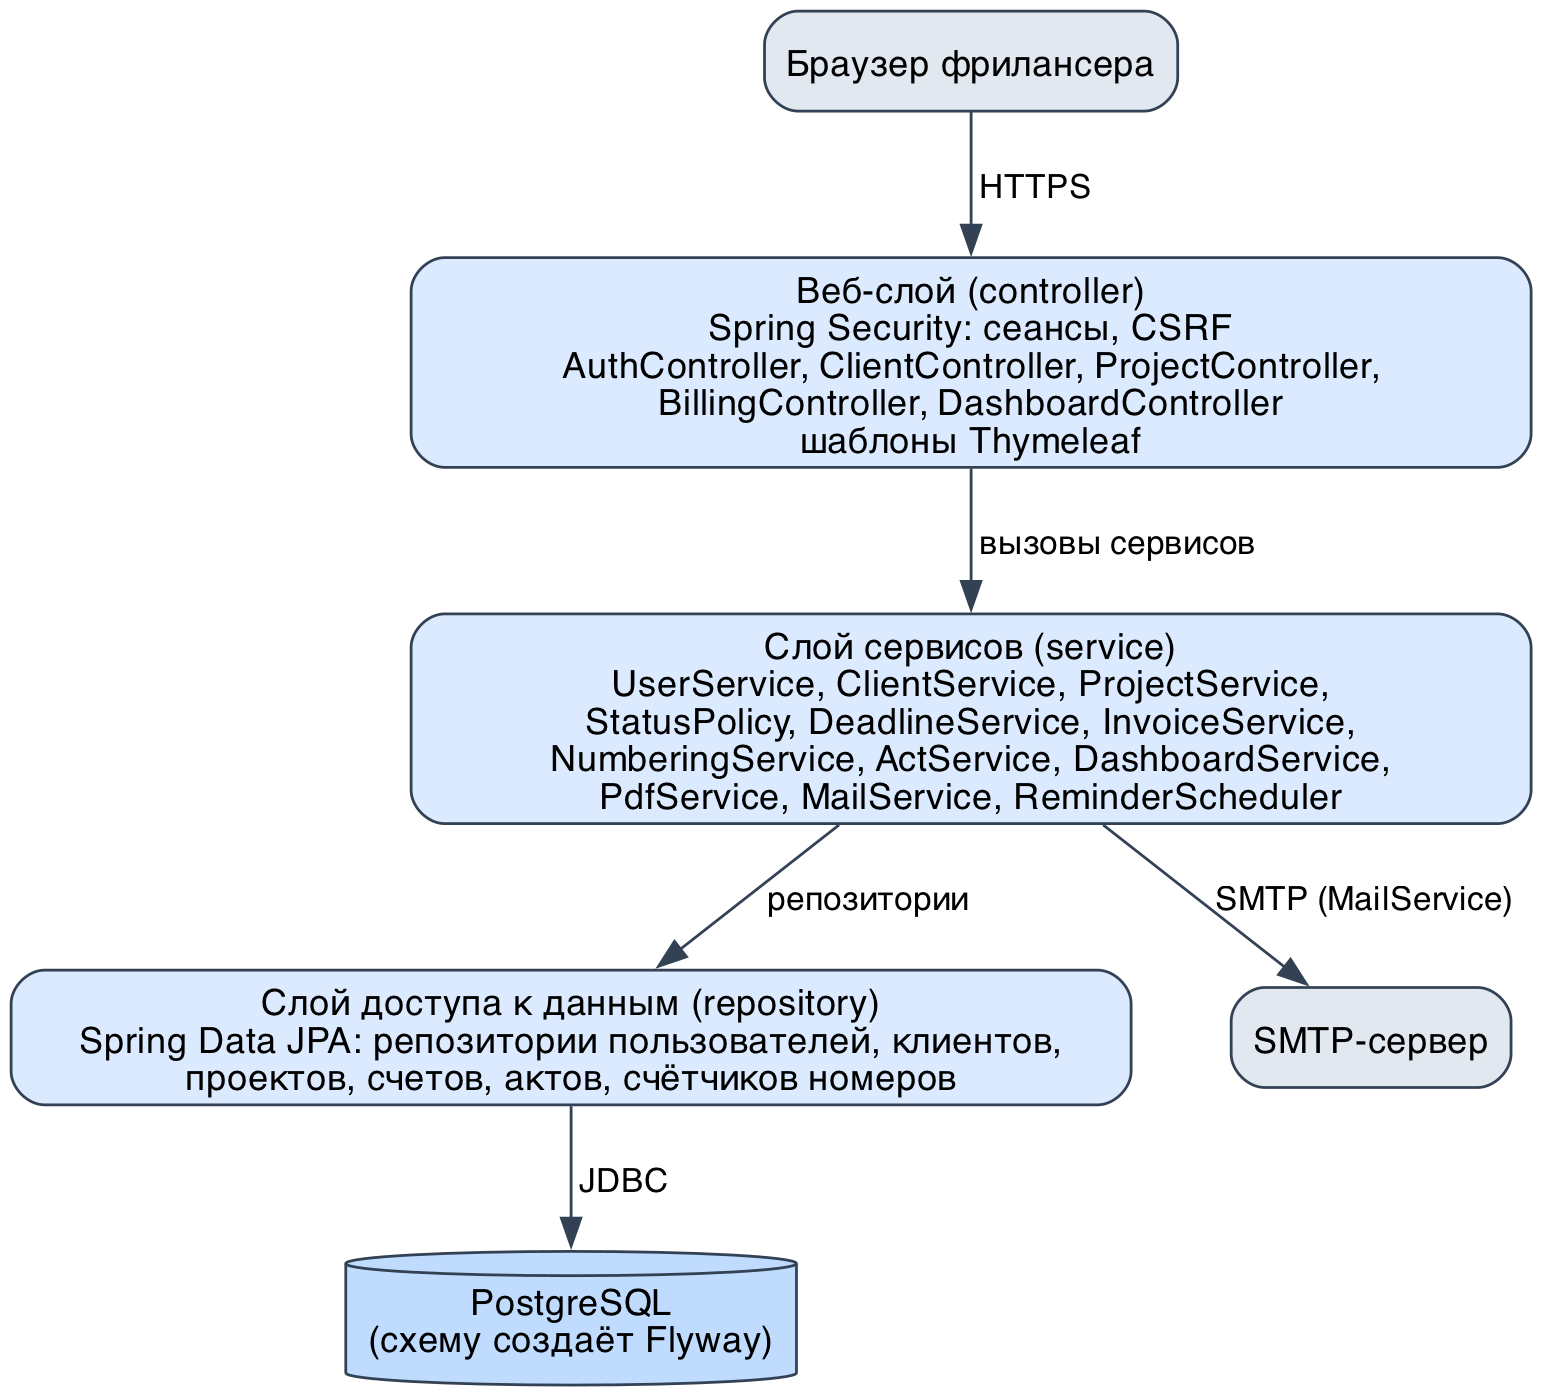 Браузер фрилансера
HTTPS
Веб-слой (controller)
Spring Security: сеансы, CSRF
AuthController, ClientController, ProjectController,
BillingController, DashboardController
шаблоны Thymeleaf
вызовы сервисов
Слой сервисов (service)
UserService, ClientService, ProjectService,
StatusPolicy, DeadlineService, InvoiceService,
NumberingService, ActService, DashboardService,
PdfService, MailService, ReminderScheduler
репозитории
SMTP (MailService)
Слой доступа к данным (repository)
Spring Data JPA: репозитории пользователей, клиентов,
проектов, счетов, актов, счётчиков номеров
SMTP-сервер
JDBC
PostgreSQL
(схему создаёт Flyway)